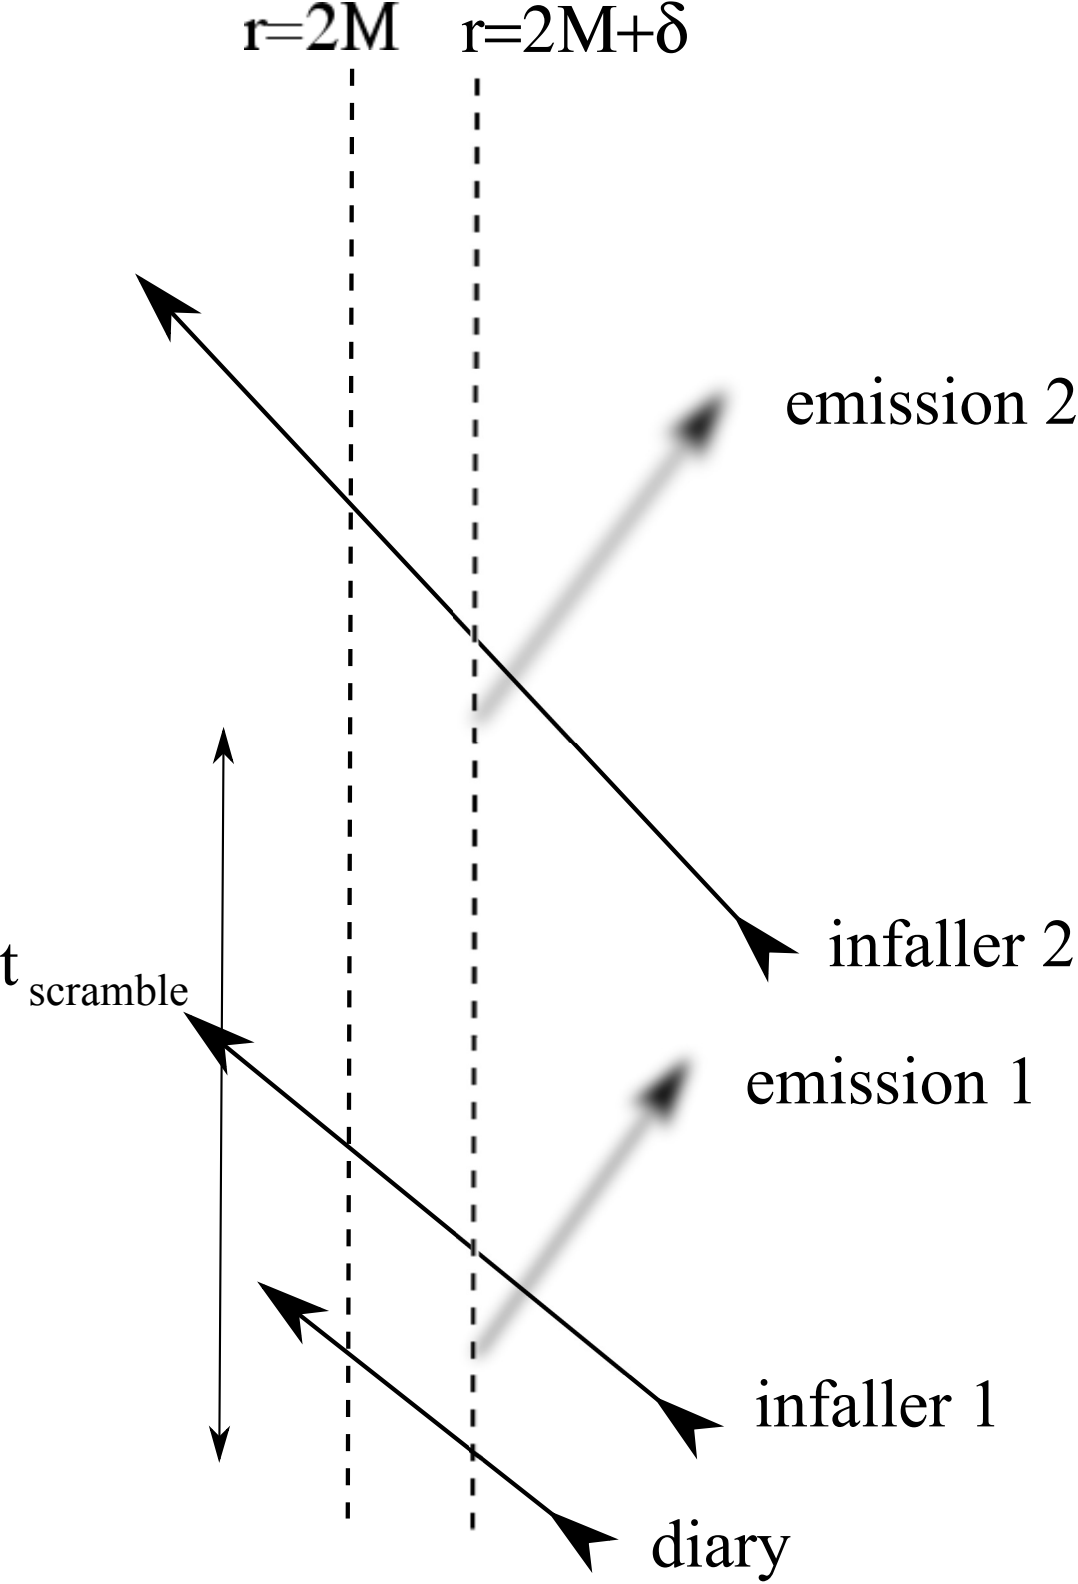 r=2M
r=2M+δ
emission 2
infaller 2
t scramble
emission 1
infaller 1
diary